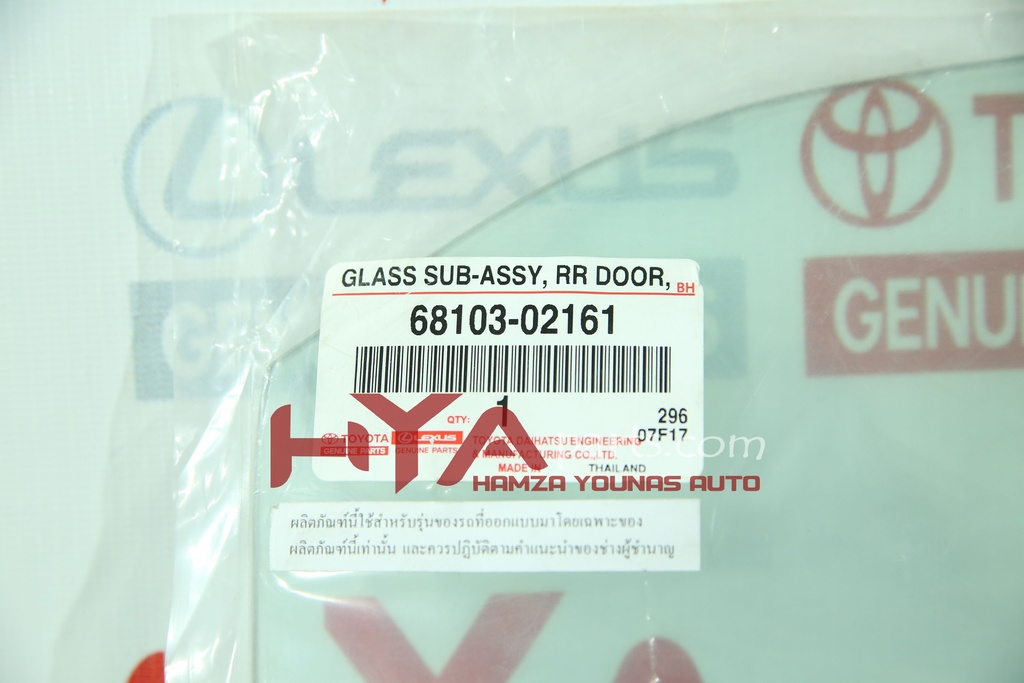 LEXUS
TOYOTA
GENUINE
GLASS SUB-ASSY, RR DOOR, BH
68103-02161
QTY: 1
296
07F17
TOYOTA
GENUINE PARTS
LEXUS
GENUINE PARTS
TOYOTA DAIHATSU ENGINEERING
& MANUFACTURING CO.,LTD.
MADE IN THAILAND
HYA
.com
HAMZA YOUNAS AUTO
ผลิตภัณฑ์นี้ใช้สำหรับรุ่นของรถที่ออกแบบมาโดยเฉพาะของ
ผลิตภัณฑ์นี้เท่านั้น และควรปฏิบัติตามคำแนะนำของช่างผู้ชำนาญ
HYA